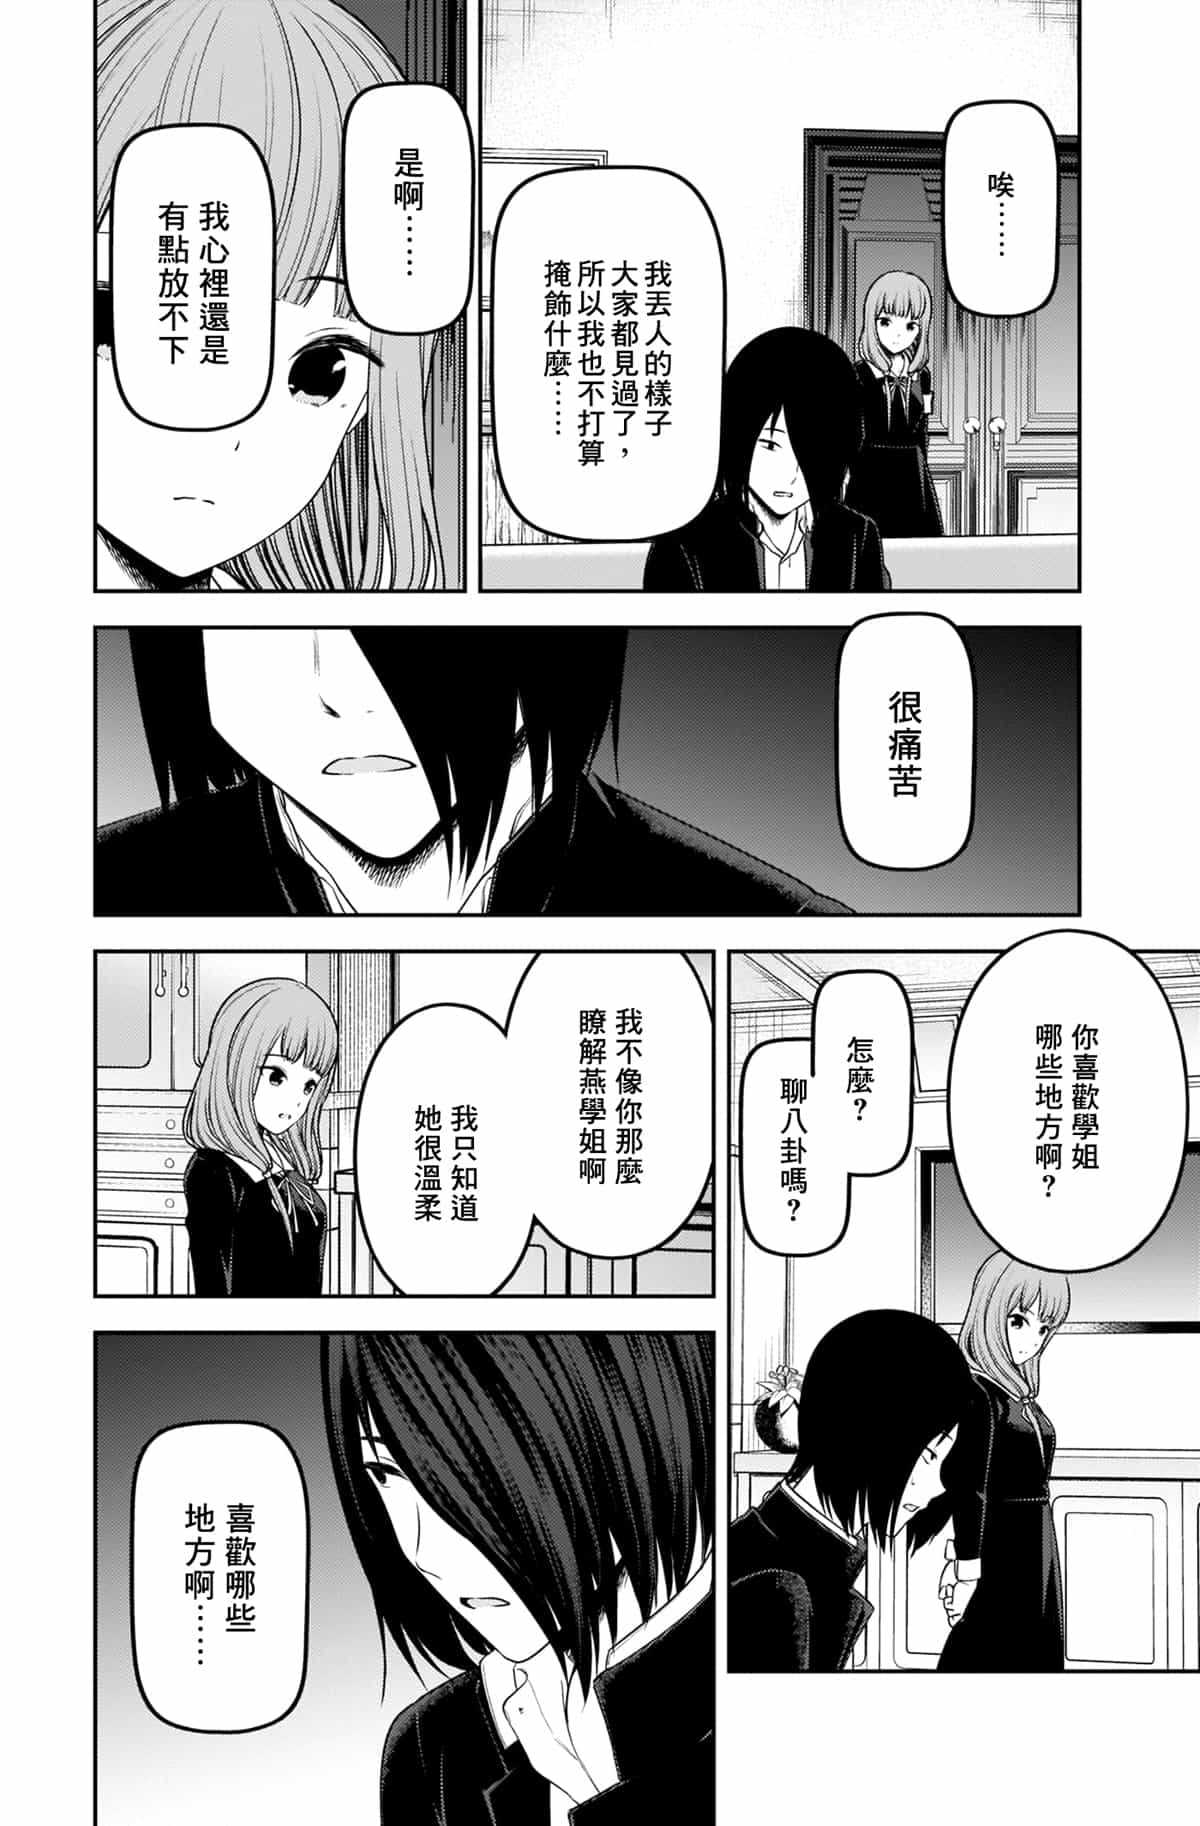 唉⋯⋯
我丟人的樣子
大家都見過了，
所以我也不打算
掩飾什麼⋯⋯
是啊⋯⋯
我心裡還是
有點放不下
很痛苦
你喜歡學姐
哪些地方啊？
怎麼？
聊八卦嗎？
我不像你那麼
瞭解燕學姐啊
我只知道
她很溫柔
喜歡哪些
地方啊⋯⋯